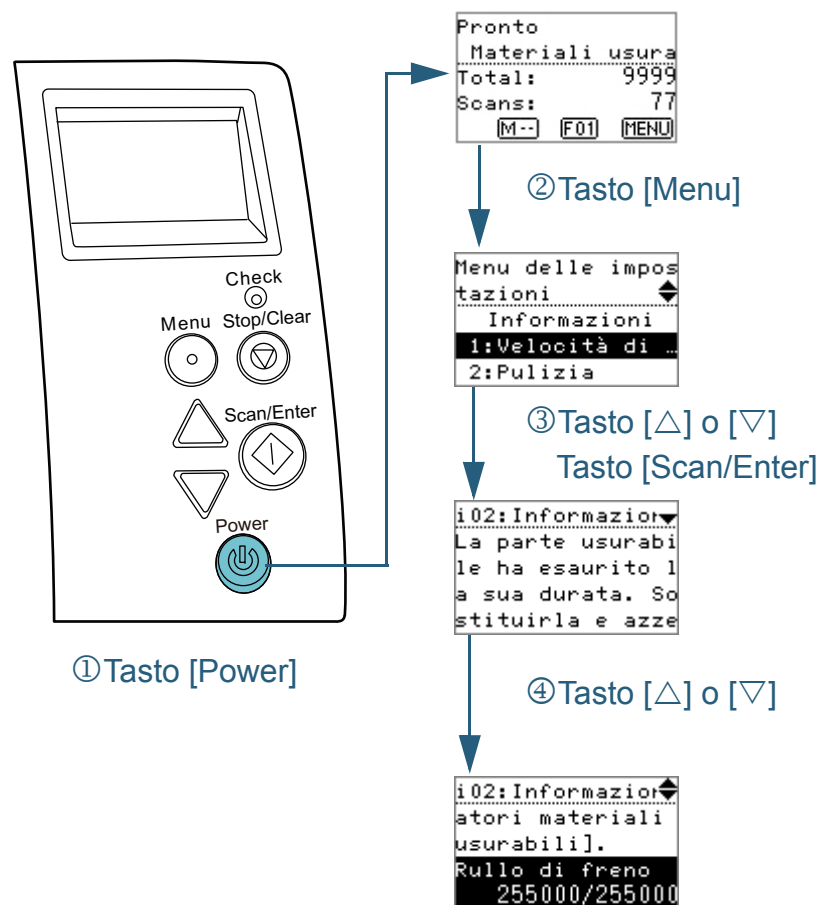 Check
Menu Stop/Clear
Scan/Enter
Power
①Tasto [Power]
Pronto
Materiali usura
Total: 9999
Scans: 77
M-- F01 MENU
②Tasto [Menu]
Menu delle impos
tazioni
Informazioni
1:Velocità di …
2:Pulizia
③Tasto [△] o [▽]
Tasto [Scan/Enter]
i02:Informazion
La parte usurabi
le ha esaurito l
a sua durata. So
stituirla e azze
④Tasto [△] o [▽]
i02:Informazion
atori materiali
usurabili].
Rullo di freno
255000/255000